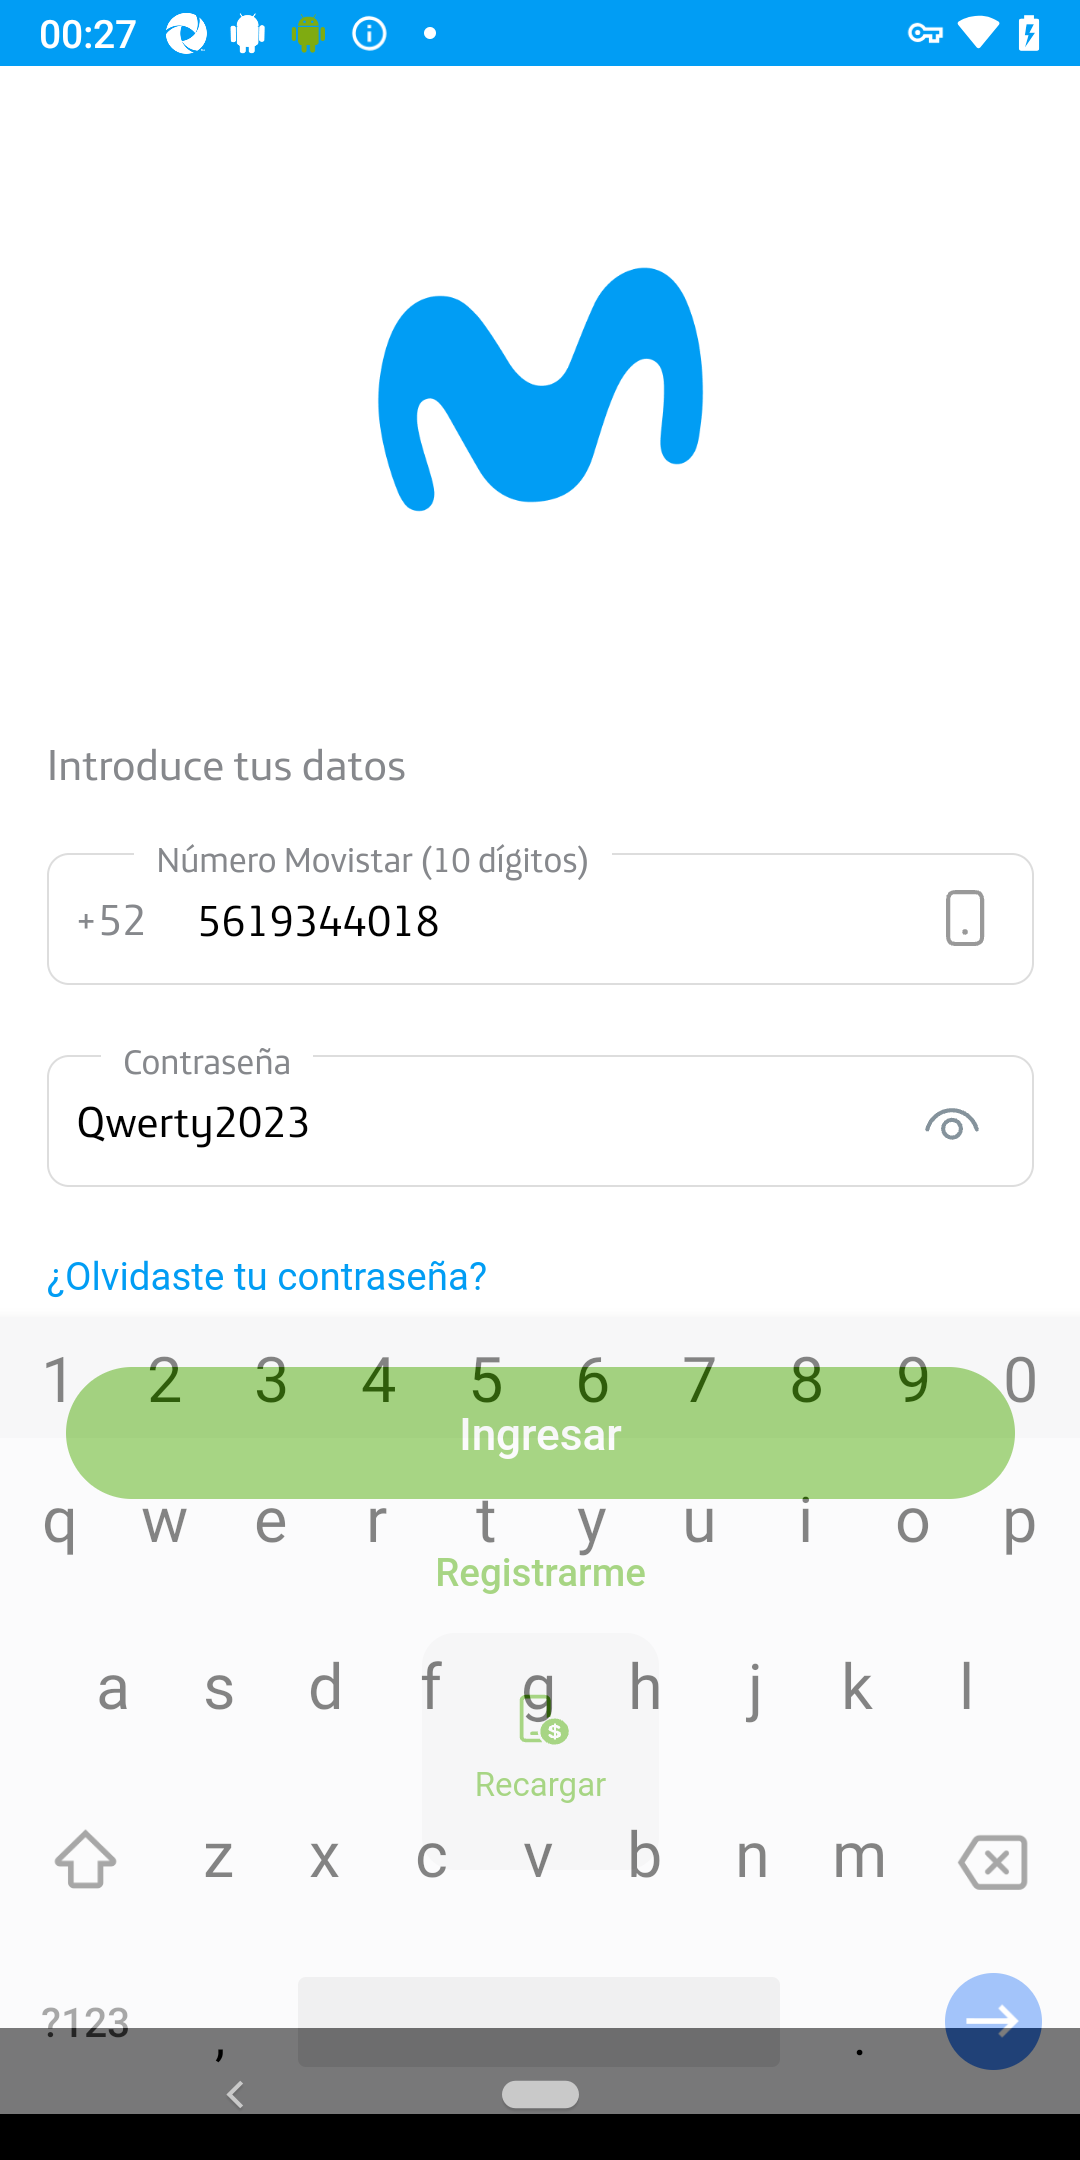 00:27
Introduce tus datos
Número Movistar (10 dígitos)
+52 5619344018
Contraseña
Qwerty2023
¿Olvidaste tu contraseña?
1 2 3 4 5 6 7 8 9 0
Ingresar
q w e r t y u i o p
Registrarme
a s d f g h j k l
$
Recargar
z x c v b n m
?123 , .